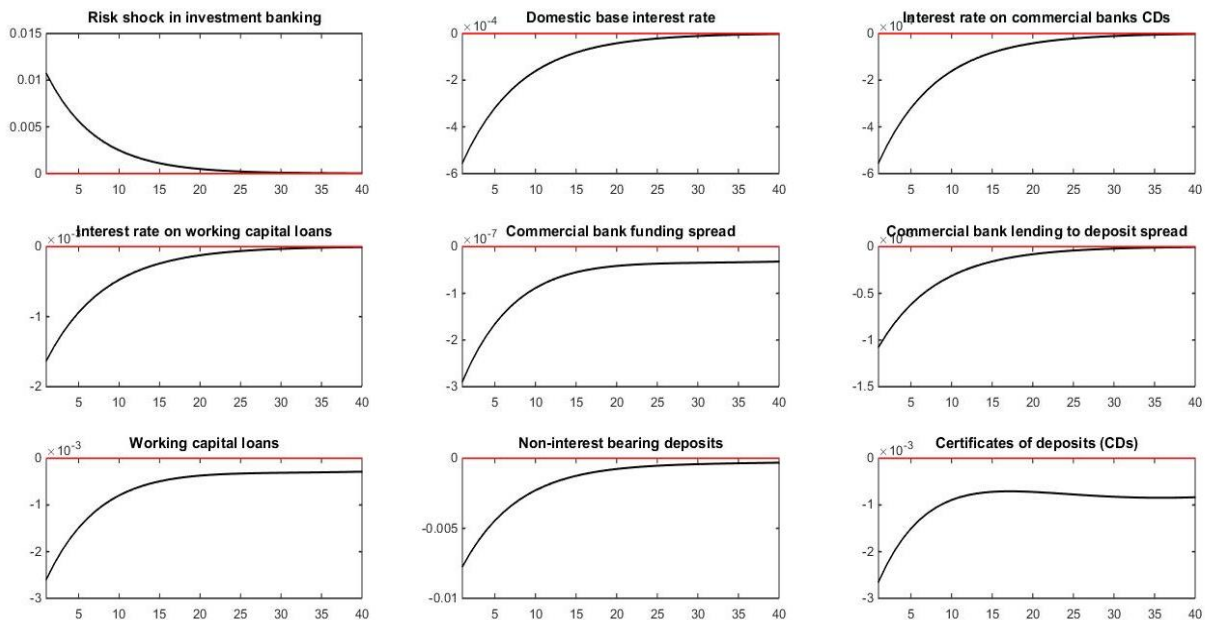 Risk shock in investment banking
0.015
0.01
0.005
0
5 10 15 20 25 30 35 40
Domestic base interest rate
×10-4
0
-2
-4
-6
5 10 15 20 25 30 35 40
Interest rate on commercial banks CDs
0
-2
-4
-6
5 10 15 20 25 30 35 40
Interest rate on working capital loans
0
-1
-2
5 10 15 20 25 30 35 40
Commercial bank funding spread
×10-7
0
-1
-2
-3
5 10 15 20 25 30 35 40
Commercial bank lending to deposit spread
0
-0.5
-1
-1.5
5 10 15 20 25 30 35 40
Working capital loans
×10-3
0
-1
-2
-3
5 10 15 20 25 30 35 40
Non-interest bearing deposits
0
-0.005
-0.01
5 10 15 20 25 30 35 40
Certificates of deposits (CDs)
×10-3
0
-1
-2
-3
5 10 15 20 25 30 35 40